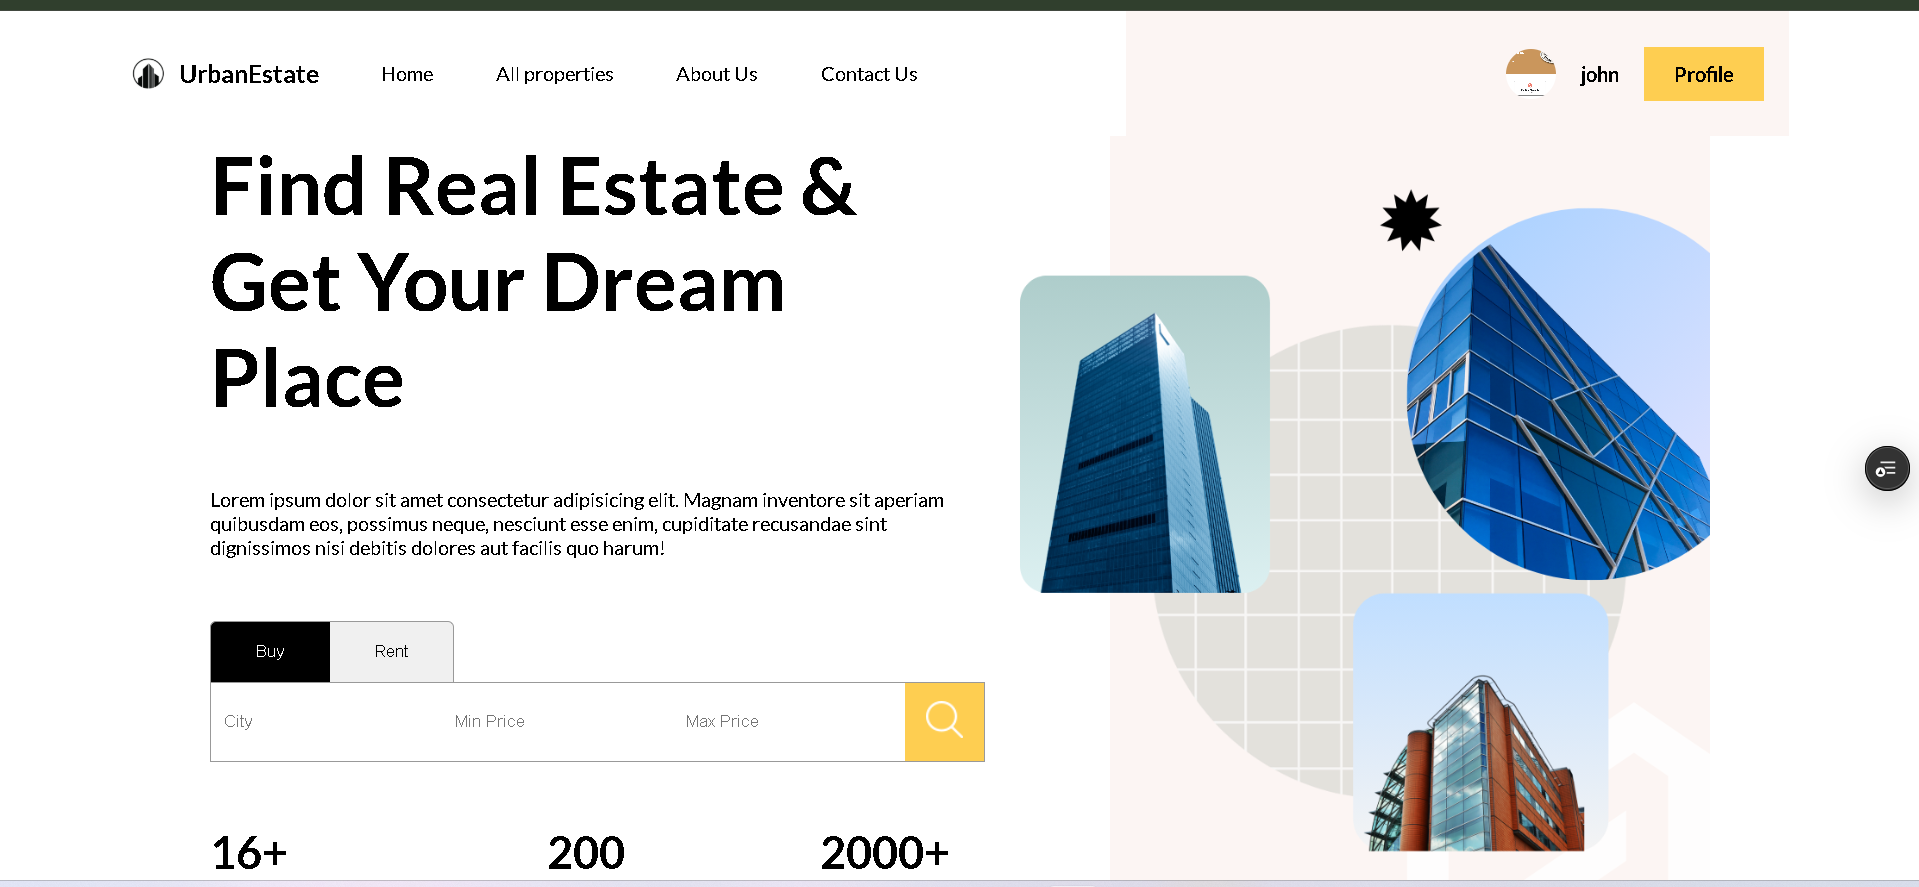 UrbanEstate
Home
All properties
About Us
Contact Us
john
Profile
Find Real Estate &
Get Your Dream
Place
Lorem ipsum dolor sit amet consectetur adipisicing elit. Magnam inventore sit aperiam
quibusdam eos, possimus neque, nesciunt esse enim, cupiditate recusandae sint
dignissimos nisi debitis dolores aut facilis quo harum!
Buy
Rent
City
Min Price
Max Price
16+
200
2000+